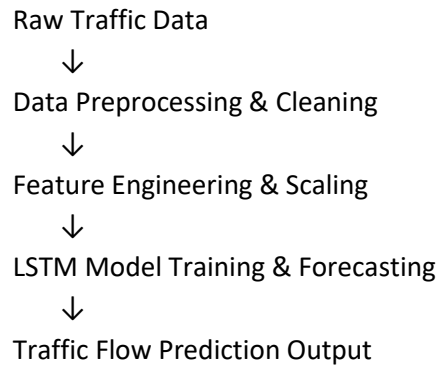 Raw Traffic Data
↓
Data Preprocessing & Cleaning
↓
Feature Engineering & Scaling
↓
LSTM Model Training & Forecasting
↓
Traffic Flow Prediction Output